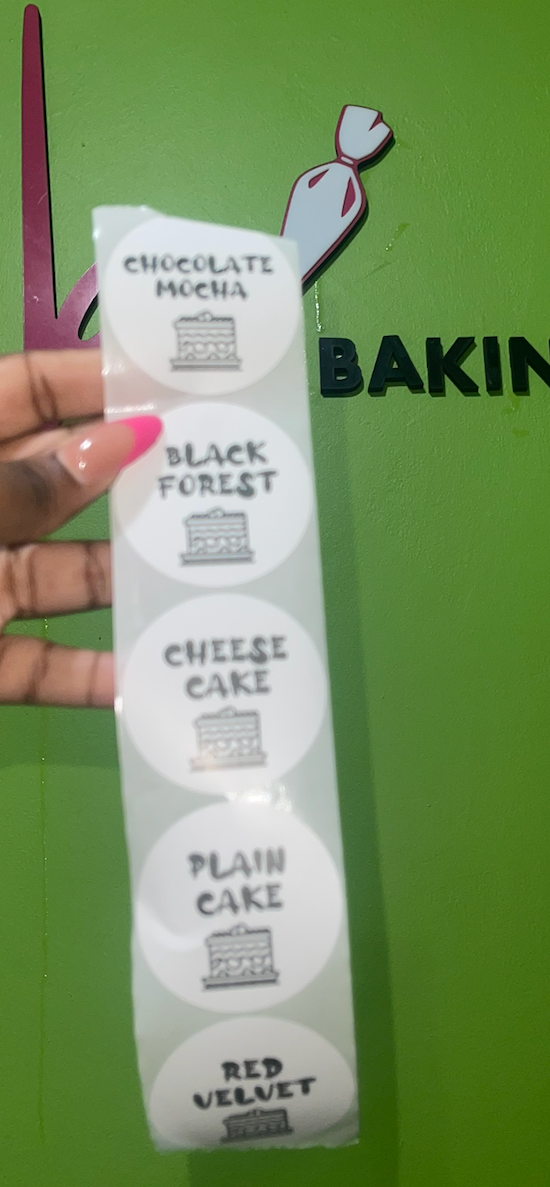 CHOCOLATE
MOCHA
BAKIN
BLACK
FOREST
CHEESE
CAKE
PLAIN
CAKE
RED
VELVET